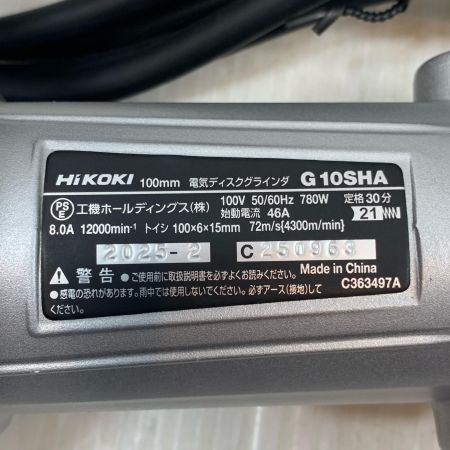 HiKOKI 100mm 電気ディスクグラインダ G 10SHA
PSE 工機ホールディングス(株) 100V 50/60Hz 780W 定格30分
始動電流 46A 21
8.0A 12000min⁻¹ トイシ 100×6×15mm 72m/s{4300m/min}
2025-2 C 250963
警告 ●ご使用前に取扱説明書を必ずよくお読みください。 Made in China
●感電の恐れがあります。雨中では使用しない。必ずアース(接地)して ください。 C363497A